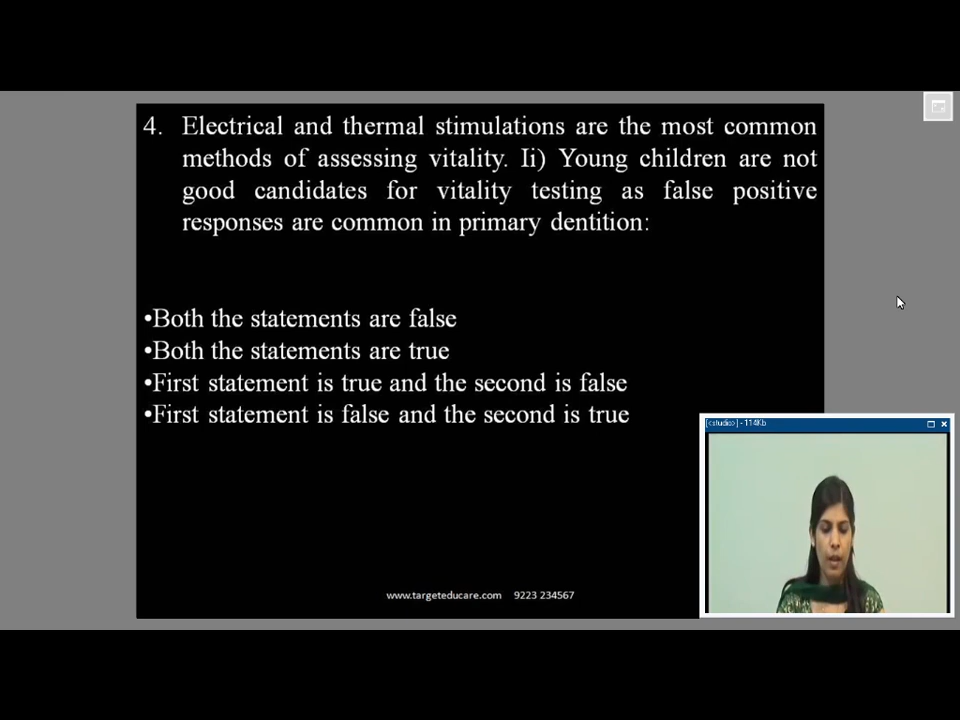 4. Electrical and thermal stimulations are the most common
methods of assessing vitality. Ii) Young children are not
good candidates for vitality testing as false positive
responses are common in primary dentition:
•Both the statements are false
•Both the statements are true
•First statement is true and the second is false
•First statement is false and the second is true
[<studio>] - 114Kb
www.targeteducare.com 9223 234567